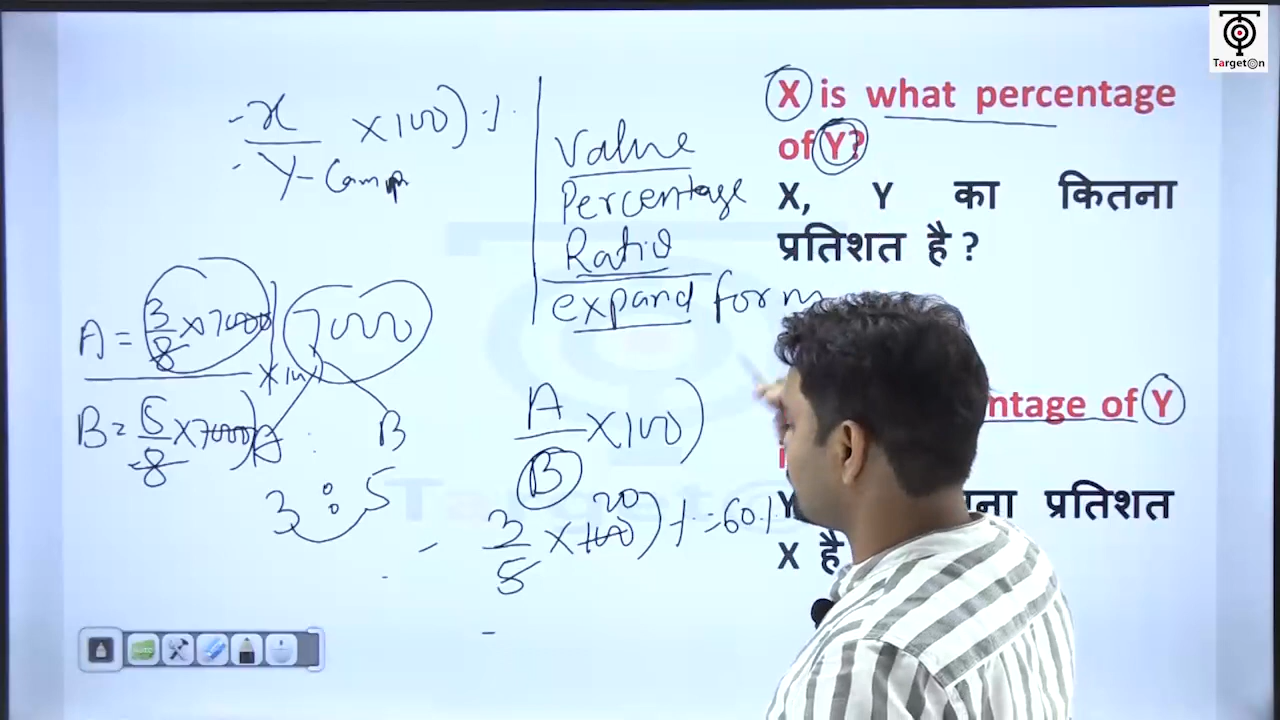 Target
X is what percentage
of Y?
X, Y का कितना
प्रतिशत है ?
ntage of Y
प्रतिशत
X है
x
Y - Comp
×100) %
Value
Percentage
Ratio
expand form
A = 3/8 × 7000
B = 5/8 × 7000
7000
A : B
3 : 5
A/B × 100)
3/5 × 100) % = 60%
20